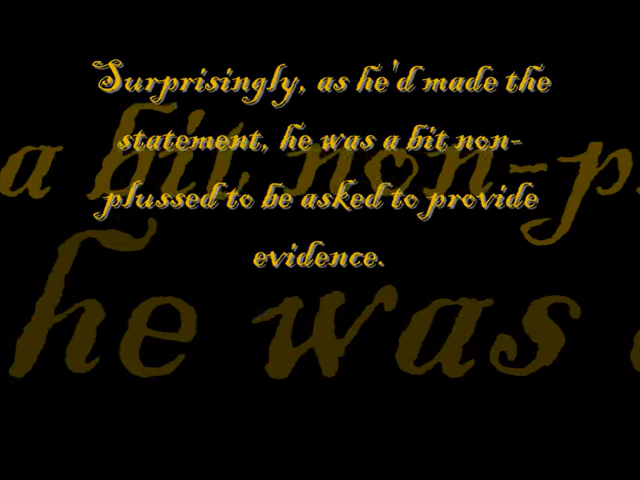 Surprisingly, as he'd made the
statement, he was a bit non-
plussed to be asked to provide
evidence.
a bit non-p
he was a